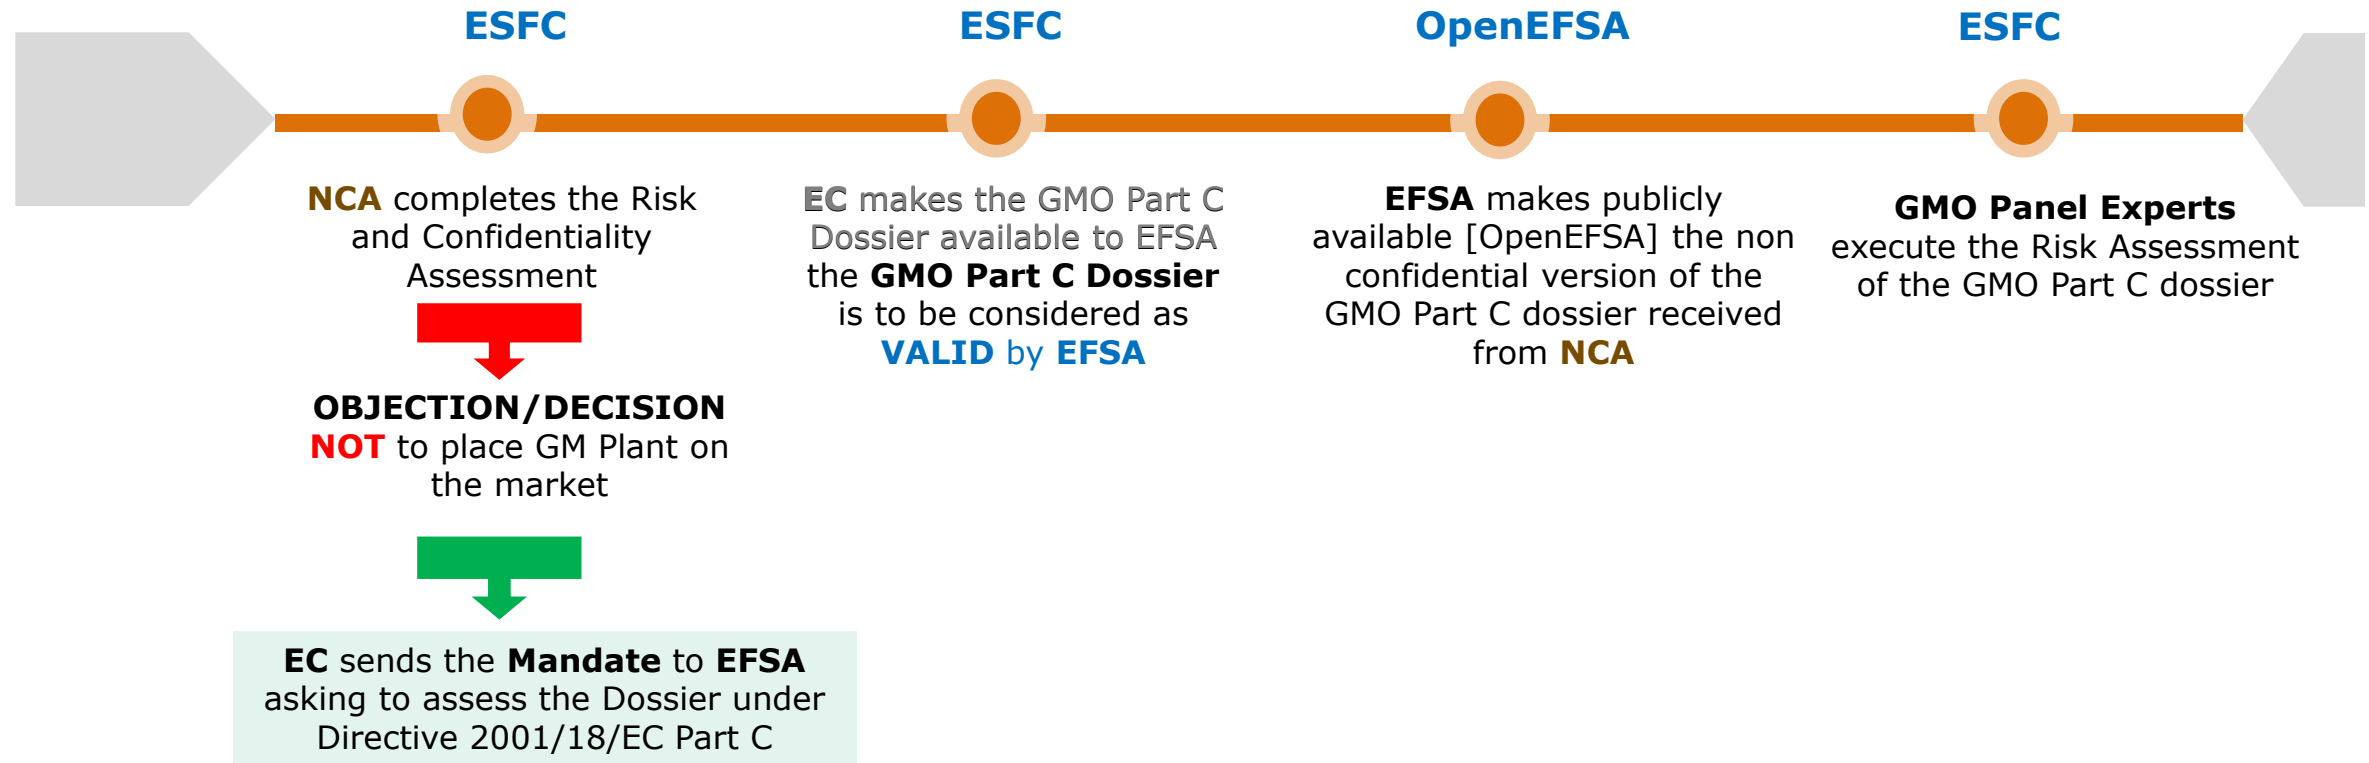 ESFC
ESFC
OpenEFSA
ESFC
NCA completes the Risk
and Confidentiality
Assessment
OBJECTION/DECISION
NOT to place GM Plant on
the market
EC sends the Mandate to EFSA
asking to assess the Dossier under
Directive 2001/18/EC Part C
EC makes the GMO Part C
Dossier available to EFSA
the GMO Part C Dossier
is to be considered as
VALID by EFSA
EFSA makes publicly
available [OpenEFSA] the non
confidential version of the
GMO Part C dossier received
from NCA
GMO Panel Experts
execute the Risk Assessment
of the GMO Part C dossier